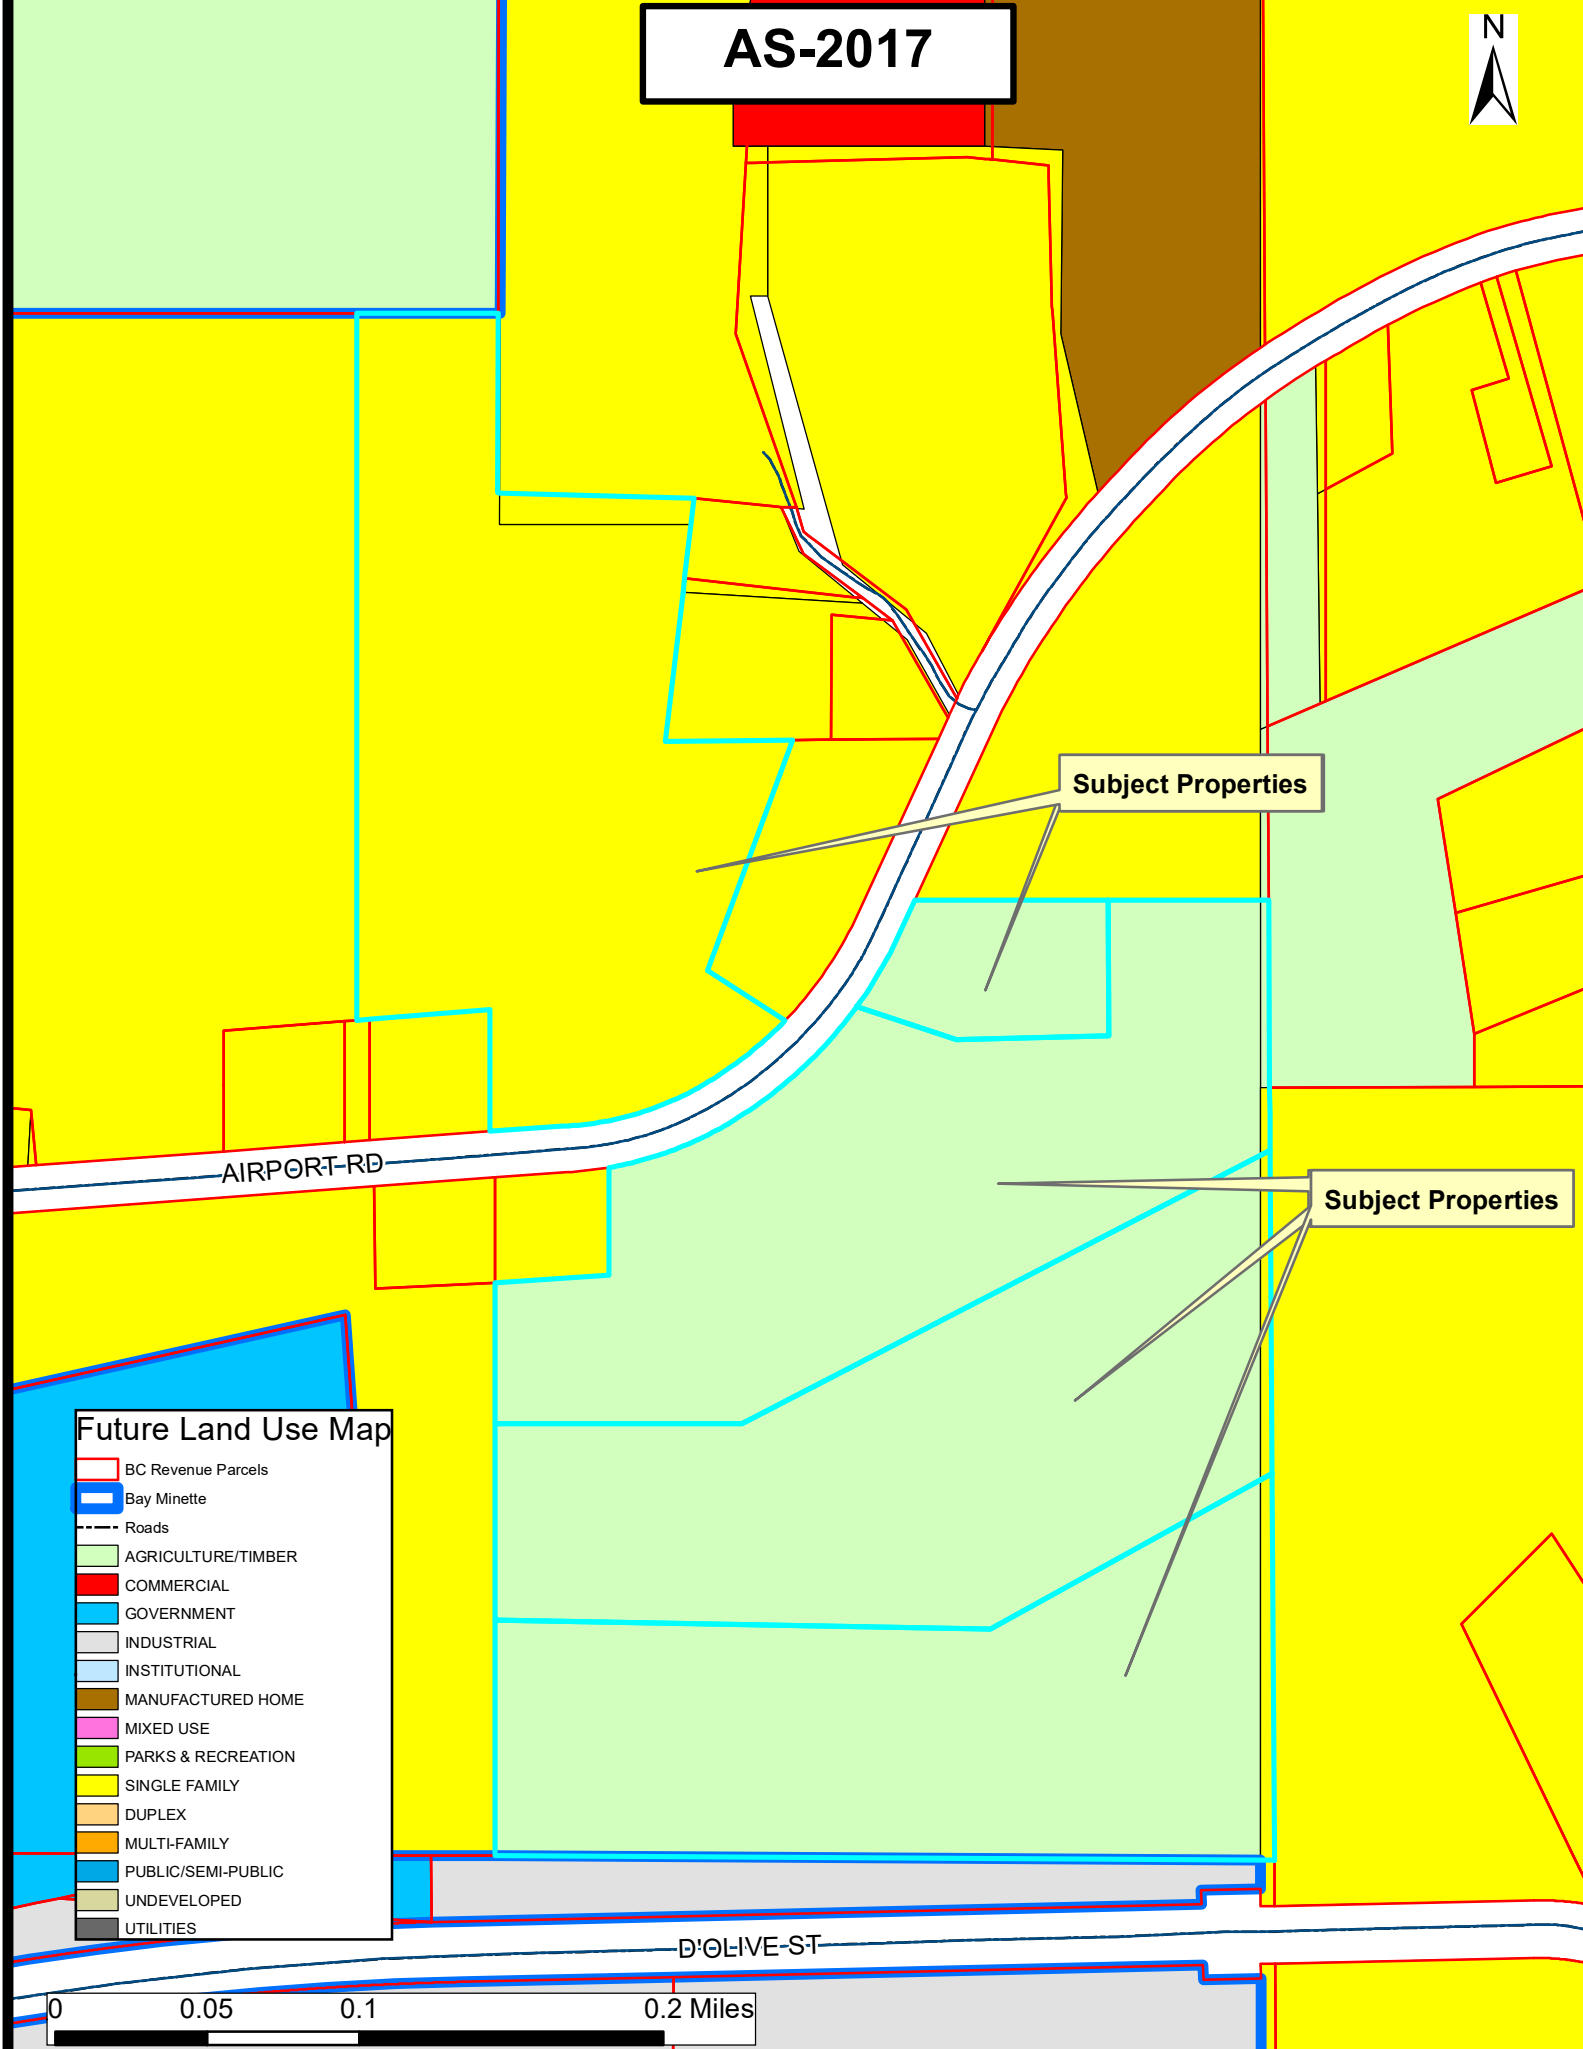 AS-2017
N
Subject Properties
AIRPORT RD
Subject Properties
Future Land Use Map
BC Revenue Parcels
Bay Minette
Roads
AGRICULTURE/TIMBER
COMMERCIAL
GOVERNMENT
INDUSTRIAL
INSTITUTIONAL
MANUFACTURED HOME
MIXED USE
PARKS & RECREATION
SINGLE FAMILY
DUPLEX
MULTI-FAMILY
PUBLIC/SEMI-PUBLIC
UNDEVELOPED
UTILITIES
D'OLIVE ST
0 0.05 0.1 0.2 Miles